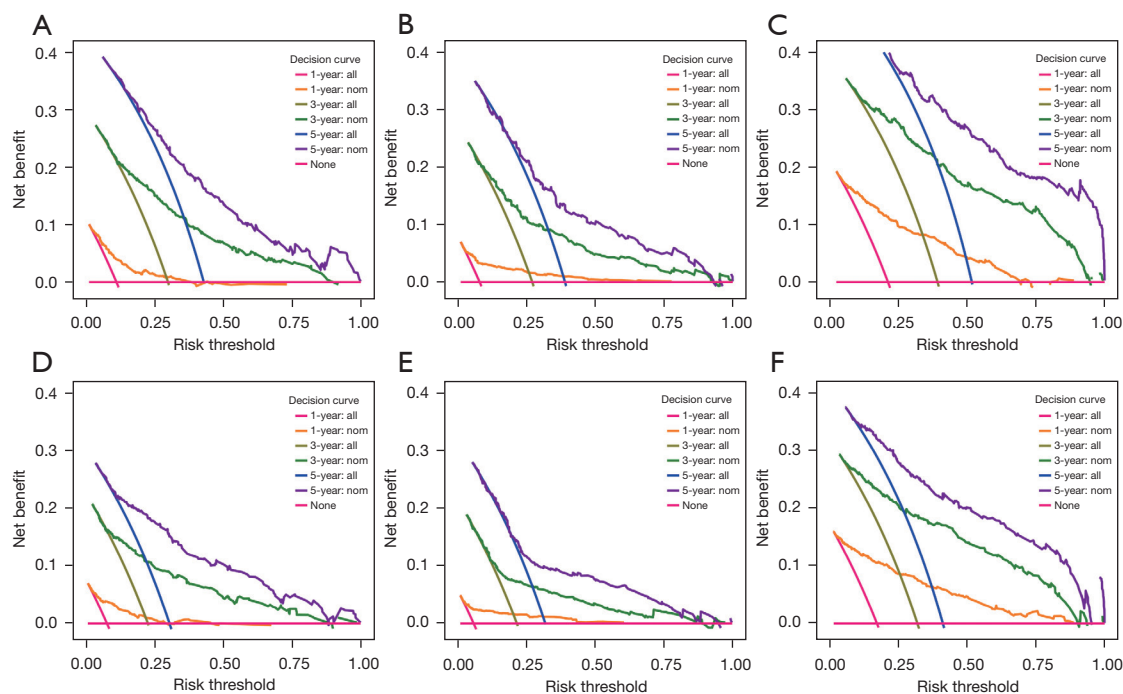 A
Net benefit
0.4
0.3
0.2
0.1
0.0
Decision curve
1-year: all
1-year: nom
3-year: all
3-year: nom
5-year: all
5-year: nom
None
0.00 0.25 0.50 0.75 1.00
Risk threshold
B
Net benefit
0.4
0.3
0.2
0.1
0.0
Decision curve
1-year: all
1-year: nom
3-year: all
3-year: nom
5-year: all
5-year: nom
None
0.00 0.25 0.50 0.75 1.00
Risk threshold
C
Net benefit
0.4
0.3
0.2
0.1
0.0
Decision curve
1-year: all
1-year: nom
3-year: all
3-year: nom
5-year: all
5-year: nom
None
0.00 0.25 0.50 0.75 1.00
Risk threshold
D
Net benefit
0.4
0.3
0.2
0.1
0.0
Decision curve
1-year: all
1-year: nom
3-year: all
3-year: nom
5-year: all
5-year: nom
None
0.00 0.25 0.50 0.75 1.00
Risk threshold
E
Net benefit
0.4
0.3
0.2
0.1
0.0
Decision curve
1-year: all
1-year: nom
3-year: all
3-year: nom
5-year: all
5-year: nom
None
0.00 0.25 0.50 0.75 1.00
Risk threshold
F
Net benefit
0.4
0.3
0.2
0.1
0.0
Decision curve
1-year: all
1-year: nom
3-year: all
3-year: nom
5-year: all
5-year: nom
None
0.00 0.25 0.50 0.75 1.00
Risk threshold